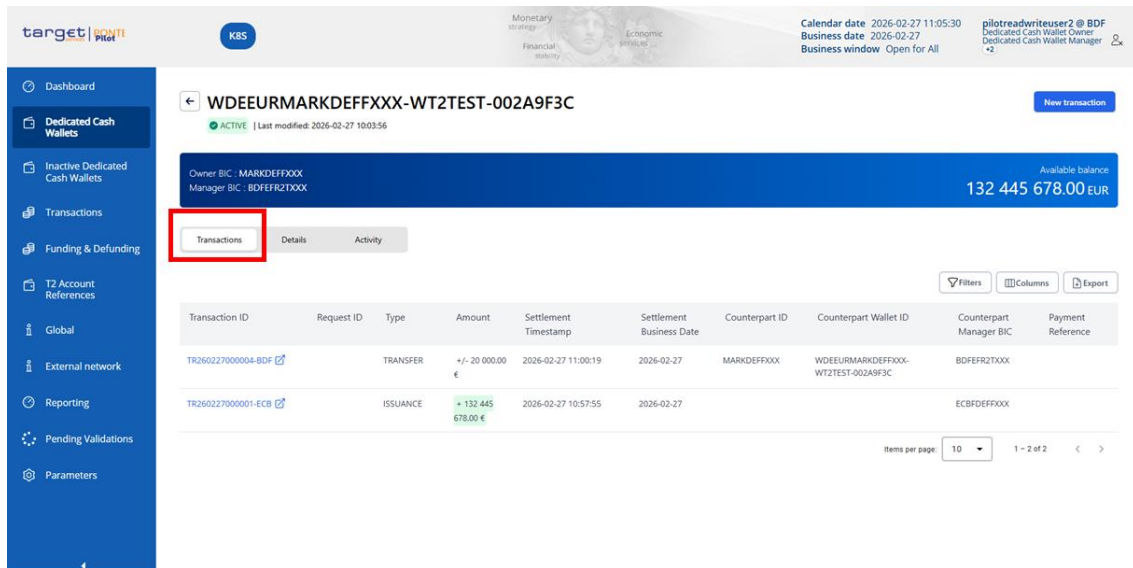 target | PONTE
Pilot
K8S
Monetary
strategy
Financial
stability
Economic
services
Calendar date 2026-02-27 11:05:30
Business date 2026-02-27
Business window Open for All
pilotreadwriteuser2 @ BDF
Dedicated Cash Wallet Owner
Dedicated Cash Wallet Manager
+2
Dashboard
Dedicated Cash
Wallets
Inactive Dedicated
Cash Wallets
Transactions
Funding & Defunding
T2 Account
References
Global
External network
Reporting
Pending Validations
Parameters
WDEEURMARKDEFFXXX-WT2TEST-002A9F3C
New transaction
ACTIVE | Last modified: 2026-02-27 10:03:56
Owner BIC : MARKDEFFXXX
Manager BIC : BDFEFR2TXXX
Available balance
132 445 678.00 EUR
Transactions Details Activity
Filters Columns Export
Transaction ID Request ID Type Amount Settlement Timestamp Settlement Business Date Counterpart ID Counterpart Wallet ID Counterpart Manager BIC Payment Reference
TR260227000004-BDF TRANSFER +/- 20 000.00 € 2026-02-27 11:00:19 2026-02-27 MARKDEFFXXX WDEEURMARKDEFFXXX-WT2TEST-002A9F3C BDFEFR2TXXX
TR260227000001-ECB ISSUANCE + 132 445 678.00 € 2026-02-27 10:57:55 2026-02-27 ECBFDEFFXXX
Items per page: 10 1 – 2 of 2